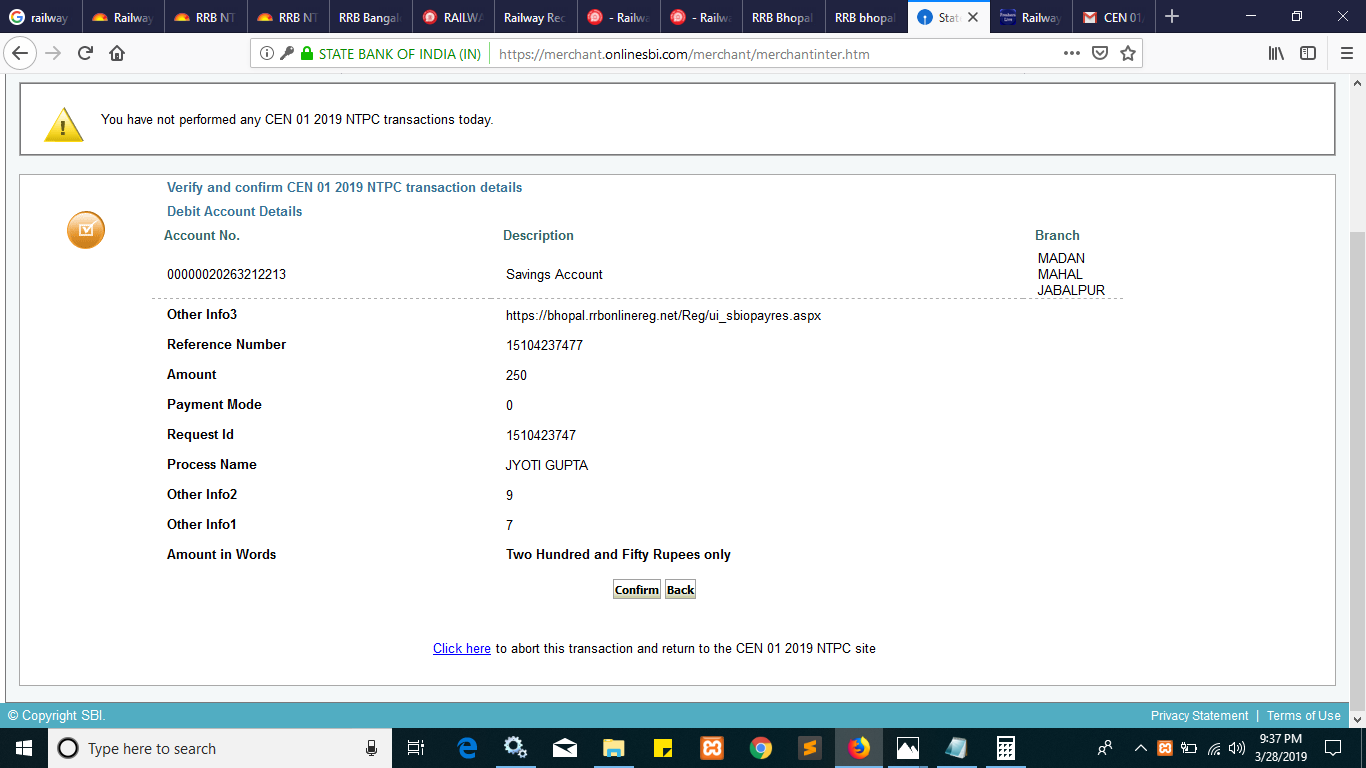 railway
Railway
RRB NT
RRB NT
RRB Bangal
RAILWA
Railway Rec
- Railwa
- Railwa
RRB Bhopal
RRB bhopal
Stat
Railway
CEN 01/
STATE BANK OF INDIA (IN)
https://merchant.onlinesbi.com/merchant/merchantinter.htm
You have not performed any CEN 01 2019 NTPC transactions today.
Verify and confirm CEN 01 2019 NTPC transaction details
Debit Account Details
Account No. Description Branch
00000020263212213 Savings Account MADAN
MAHAL
JABALPUR
Other Info3 https://bhopal.rrbonlinereg.net/Reg/ui_sbiopayres.aspx
Reference Number 15104237477
Amount 250
Payment Mode 0
Request Id 1510423747
Process Name JYOTI GUPTA
Other Info2 9
Other Info1 7
Amount in Words Two Hundred and Fifty Rupees only
Confirm Back
Click here to abort this transaction and return to the CEN 01 2019 NTPC site
© Copyright SBI. Privacy Statement | Terms of Use
Type here to search
9:37 PM
3/28/2019